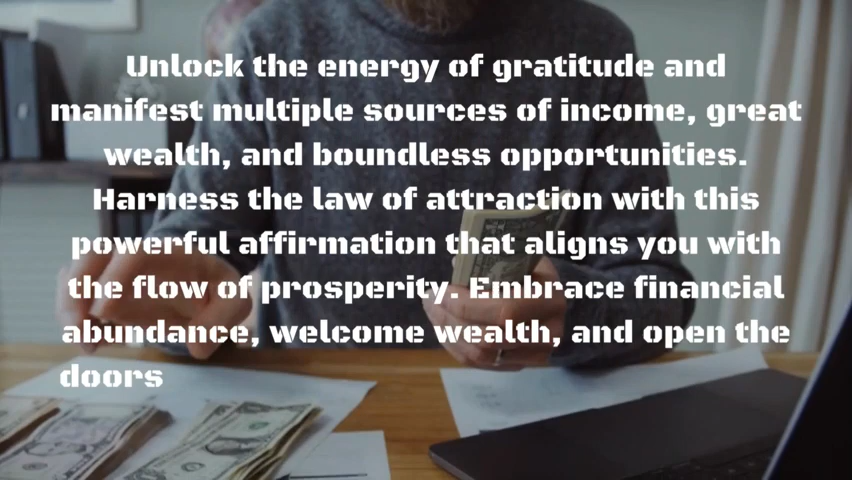 Unlock the energy of gratitude and
manifest multiple sources of income, great
wealth, and boundless opportunities.
Harness the law of attraction with this
powerful affirmation that aligns you with
the flow of prosperity. Embrace financial
abundance, welcome wealth, and open the
doors